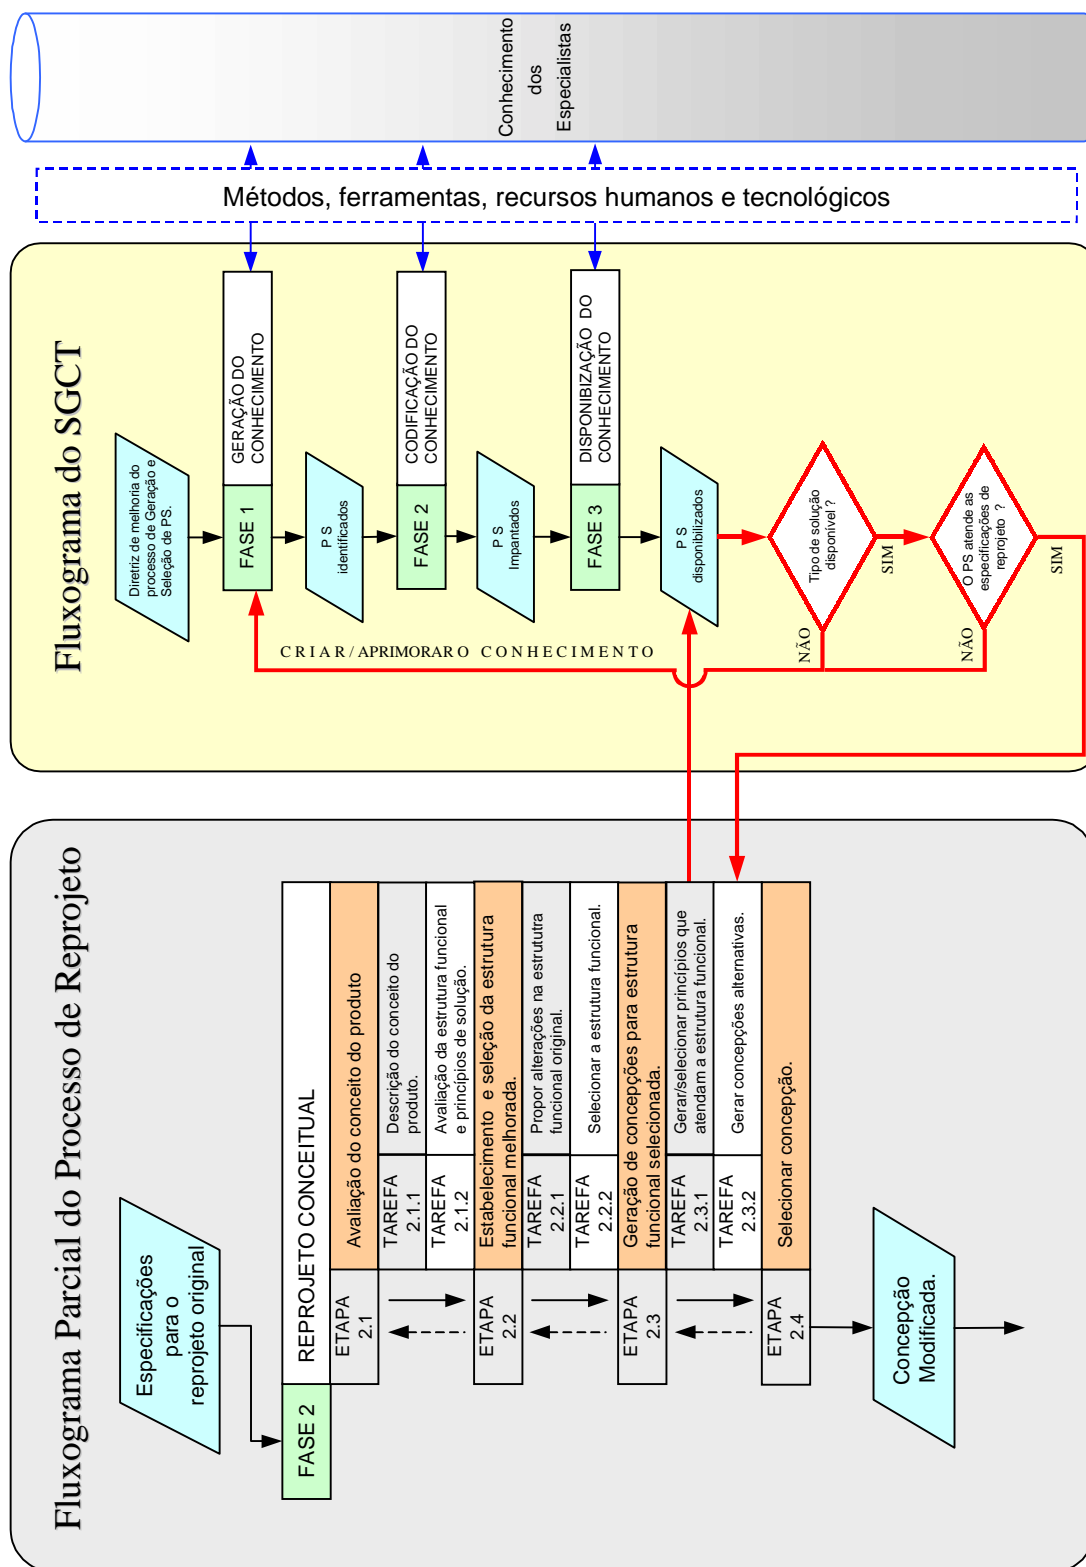 Fluxograma Parcial do Processo de Reprojeto
Especificações
para o
reprojeto original
FASE 2
REPROJETO CONCEITUAL
ETAPA
2.1
Avaliação do conceito do produto
TAREFA
2.1.1
Descrição do conceito do
produto.
TAREFA
2.1.2
Avaliação da estrutura funcional
e princípios de solução.
ETAPA
2.2
Estabelecimento e seleção da estrutura
funcional melhorada.
TAREFA
2.2.1
Propor alterações na estrututra
funcional original.
TAREFA
2.2.2
Selecionar a estrutura funcional.
ETAPA
2.3
Geração de concepções para estrutura
funcional selecionada.
TAREFA
2.3.1
Gerar/selecionar princípios que
atendam a estrutura funcional.
TAREFA
2.3.2
Gerar concepções alternativas.
ETAPA
2.4
Selecionar concepção.
Concepção
Modificada.
Fluxograma do SGCT
Diretriz de melhoria do
processo de Geração e
Seleção de PS.
FASE 1
GERAÇÃO DO
CONHECIMENTO
P S
identificados
FASE 2
CODIFICAÇÃO DO
CONHECIMENTO
P S
Impantados
FASE 3
DISPONIBIZAÇÃO DO
CONHECIMENTO
P S
disponibilizados
CRIAR/APRIMORAR O CONHECIMENTO
Tipo de solução
disponível ?
NÃO
SIM
O PS atende as
especificações de
reprojeto ?
NÃO
SIM
Métodos, ferramentas, recursos humanos e tecnológicos
Conhecimento
dos
Especialistas